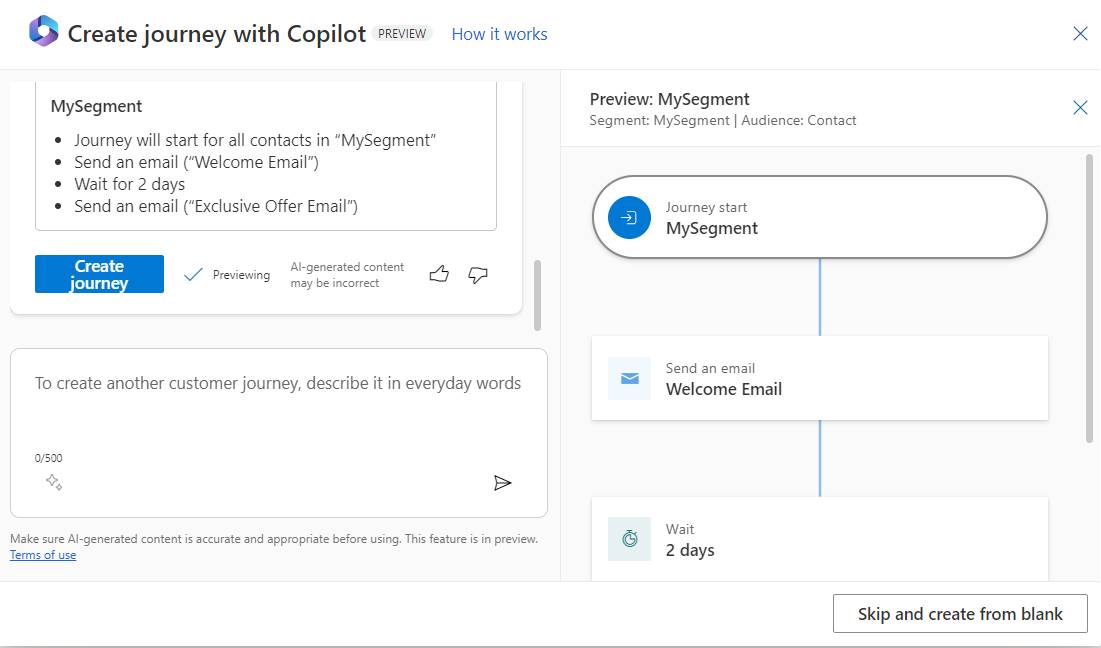 Create journey with Copilot PREVIEW How it works
MySegment
Journey will start for all contacts in “MySegment”
Send an email (“Welcome Email”)
Wait for 2 days
Send an email (“Exclusive Offer Email”)
Create
journey
Previewing
AI-generated content
may be incorrect
To create another customer journey, describe it in everyday words
0/500
Make sure AI-generated content is accurate and appropriate before using. This feature is in preview.
Terms of use
Preview: MySegment
Segment: MySegment | Audience: Contact
Journey start
MySegment
Send an email
Welcome Email
Wait
2 days
Skip and create from blank